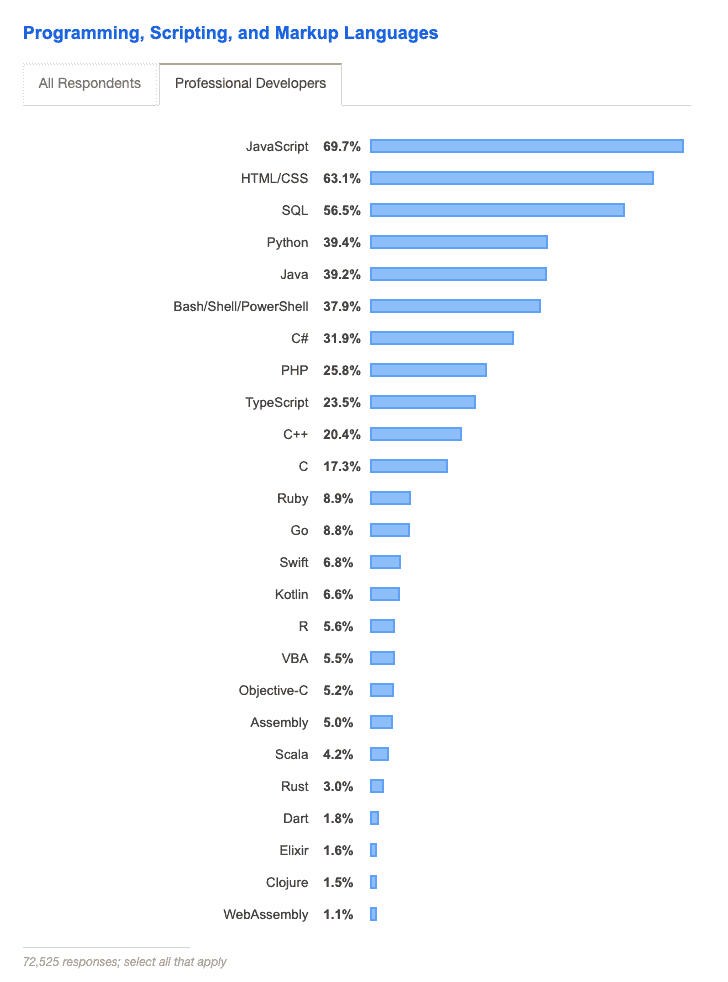 Programming, Scripting, and Markup Languages
All Respondents Professional Developers
JavaScript 69.7%
HTML/CSS 63.1%
SQL 56.5%
Python 39.4%
Java 39.2%
Bash/Shell/PowerShell 37.9%
C# 31.9%
PHP 25.8%
TypeScript 23.5%
C++ 20.4%
C 17.3%
Ruby 8.9%
Go 8.8%
Swift 6.8%
Kotlin 6.6%
R 5.6%
VBA 5.5%
Objective-C 5.2%
Assembly 5.0%
Scala 4.2%
Rust 3.0%
Dart 1.8%
Elixir 1.6%
Clojure 1.5%
WebAssembly 1.1%
72,525 responses; select all that apply